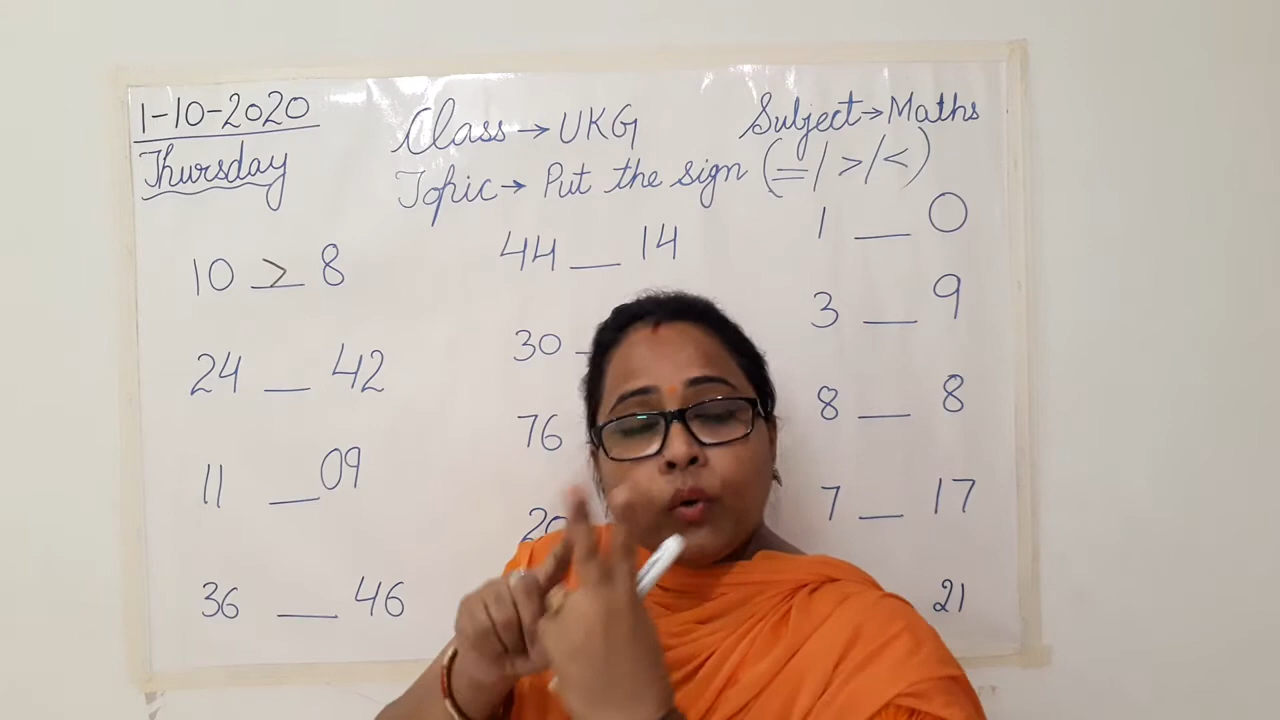 1-10-2020
Thursday
Class → UKG
Subject → Maths
Topic → Put the sign (=/>/<)
10 > 8
24 __ 42
11 __ 09
36 __ 46
44 __ 14
30 _
76
20
1 __ 0
3 __ 9
8 __ 8
7 __ 17
21